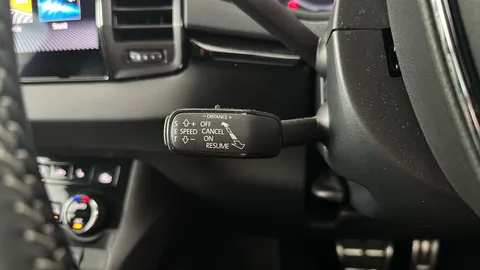 - DISTANCE +
S ⇧ + OFF
E SPEED CANCEL
T ⇩ - ON
RESUME